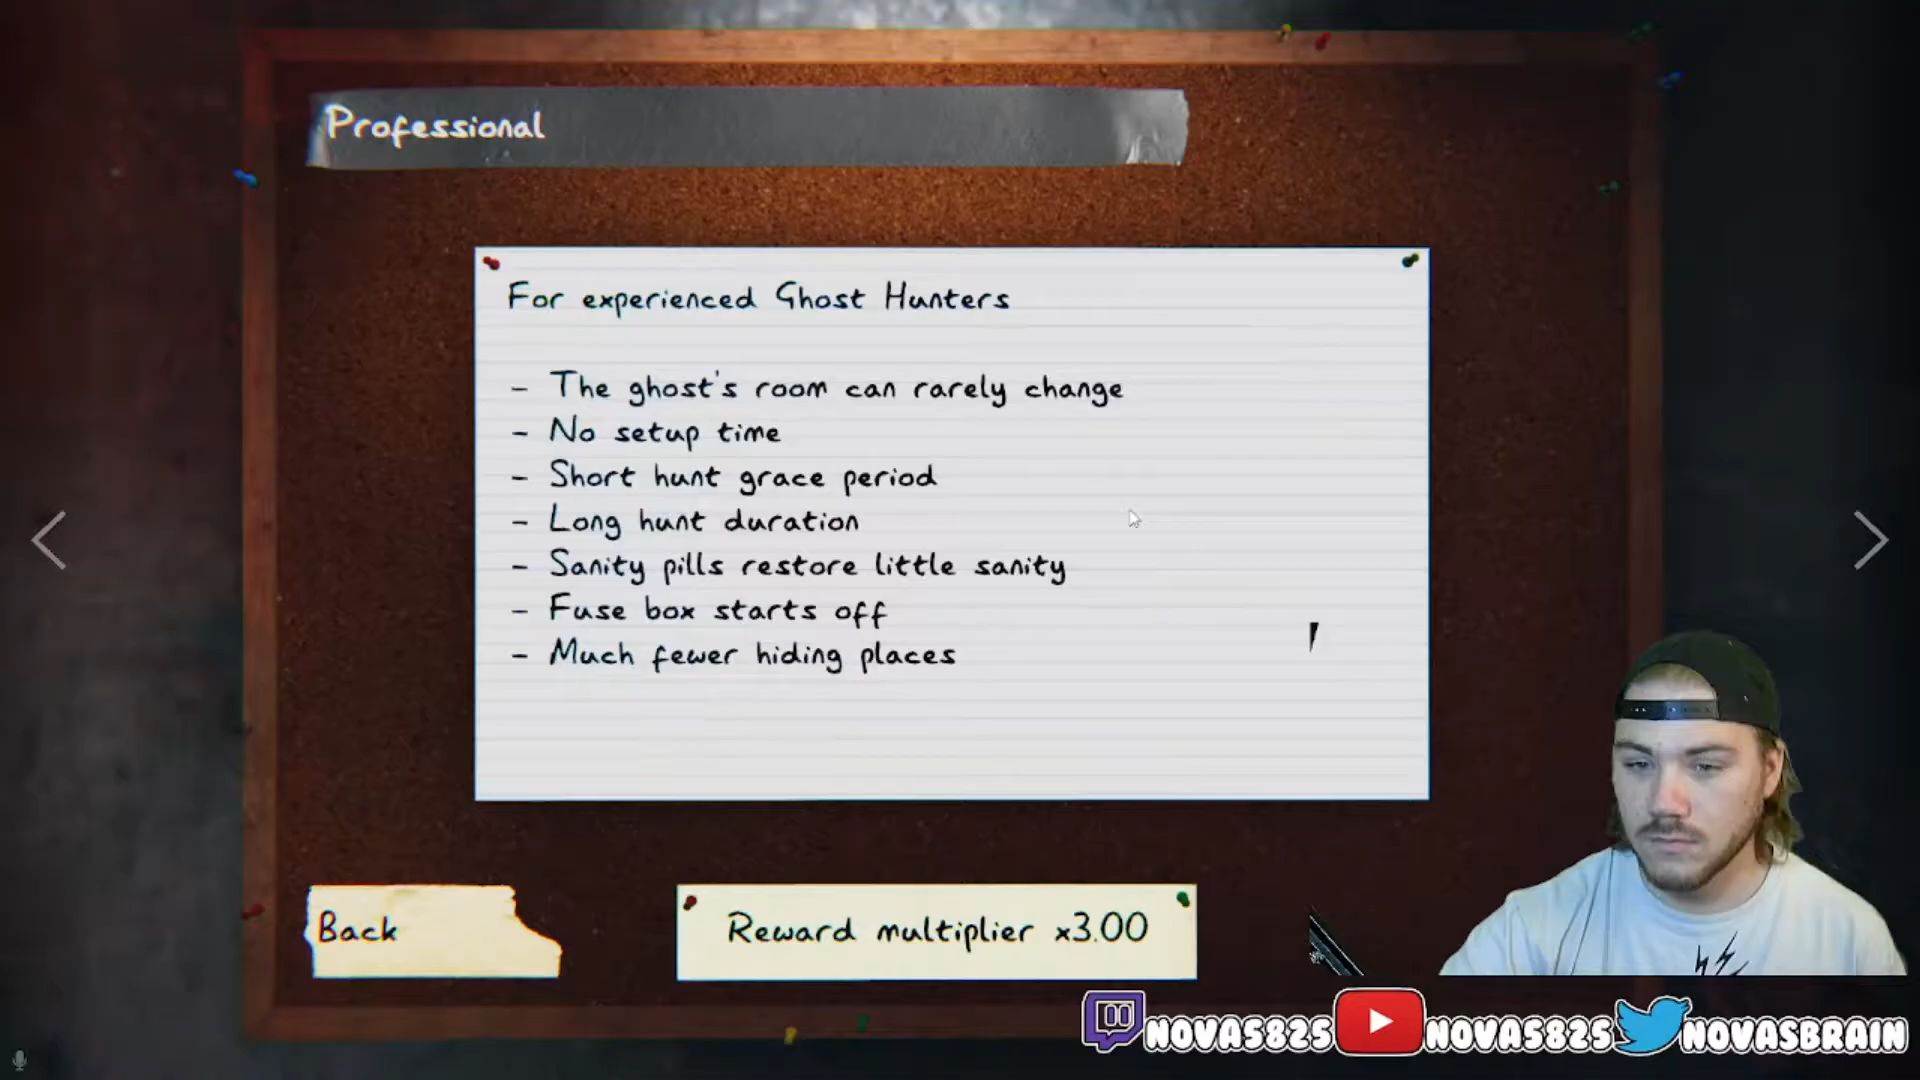 Professional
For experienced Ghost Hunters
- The ghost's room can rarely change
- No setup time
- Short hunt grace period
- Long hunt duration
- Sanity pills restore little sanity
- Fuse box starts off
- Much fewer hiding places
Back
Reward multiplier x3.00
NOVA5825 NOVA5825 NOVASBRAIN